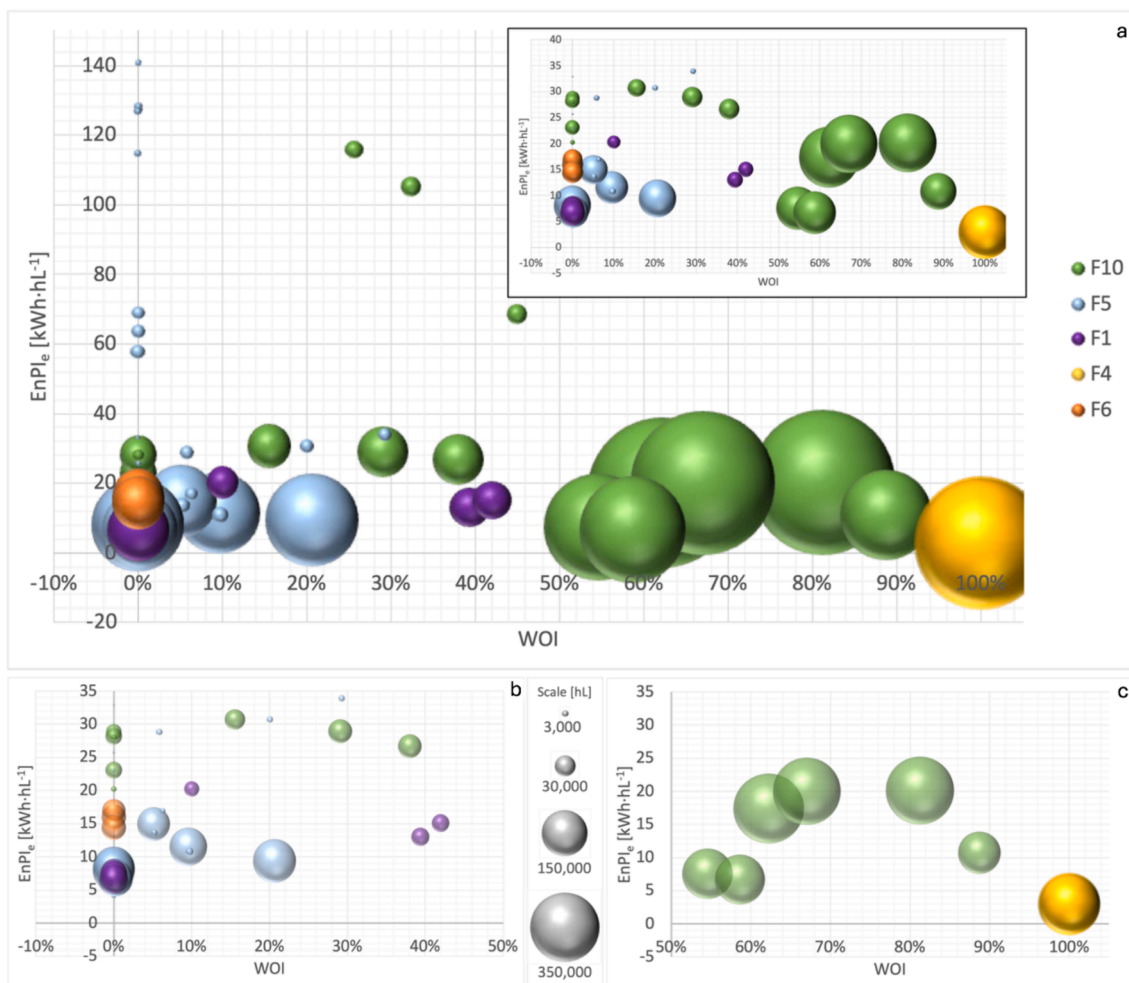 a
EnPIe [kWh·hL-1]
140
120
100
80
60
40
20
0
-20
-10% 0% 10% 20% 30% 40% 50% 60% 70% 80% 90% 100%
WOI
EnPIe [kWh·hL-1]
40
35
30
25
20
15
10
5
0
-5
-10% 0% 10% 20% 30% 40% 50% 60% 70% 80% 90% 100%
WOI
F10
F5
F1
F4
F6
b
EnPIe [kWh·hL-1]
35
30
25
20
15
10
5
0
-5
-10% 0% 10% 20% 30% 40% 50%
WOI
Scale [hL]
3,000
30,000
150,000
350,000
c
EnPIe [kWh·hL-1]
35
30
25
20
15
10
5
0
-5
50% 60% 70% 80% 90% 100%
WOI